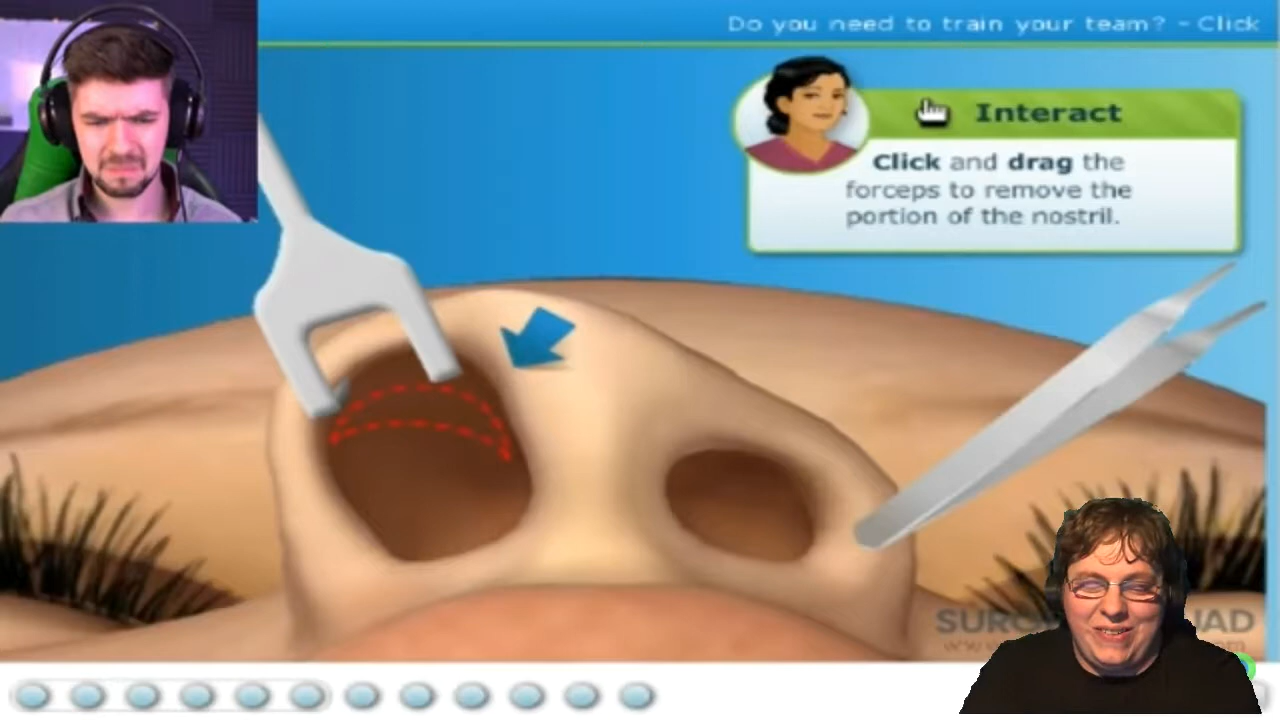 Do you need to train your team? - Click
Interact
Click and drag the
forceps to remove the
portion of the nostril.